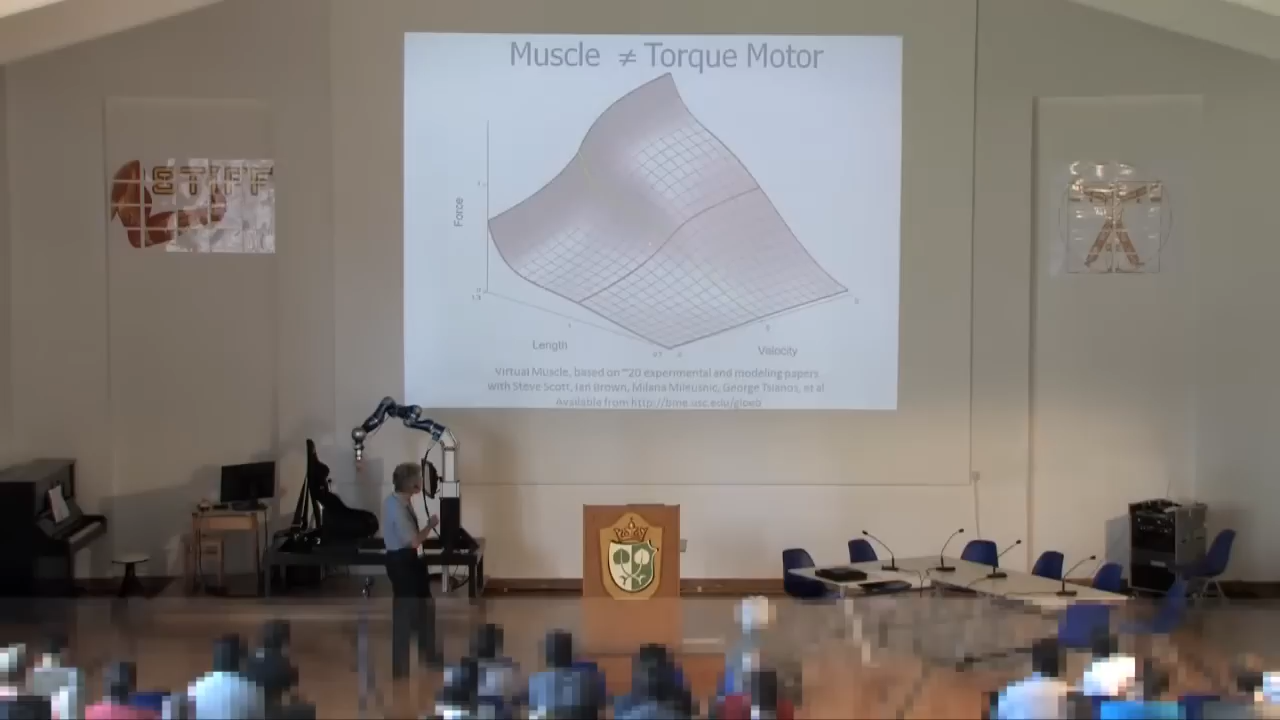 Muscle ≠ Torque Motor
STIFF
Force
Length
Velocity
Virtual Muscle, based on ~20 experimental and modeling papers
with Steve Scott, Ian Brown, Milana Mileusnic, George Tsianos, et al
Available from http://bme.usc.edu/gloeb